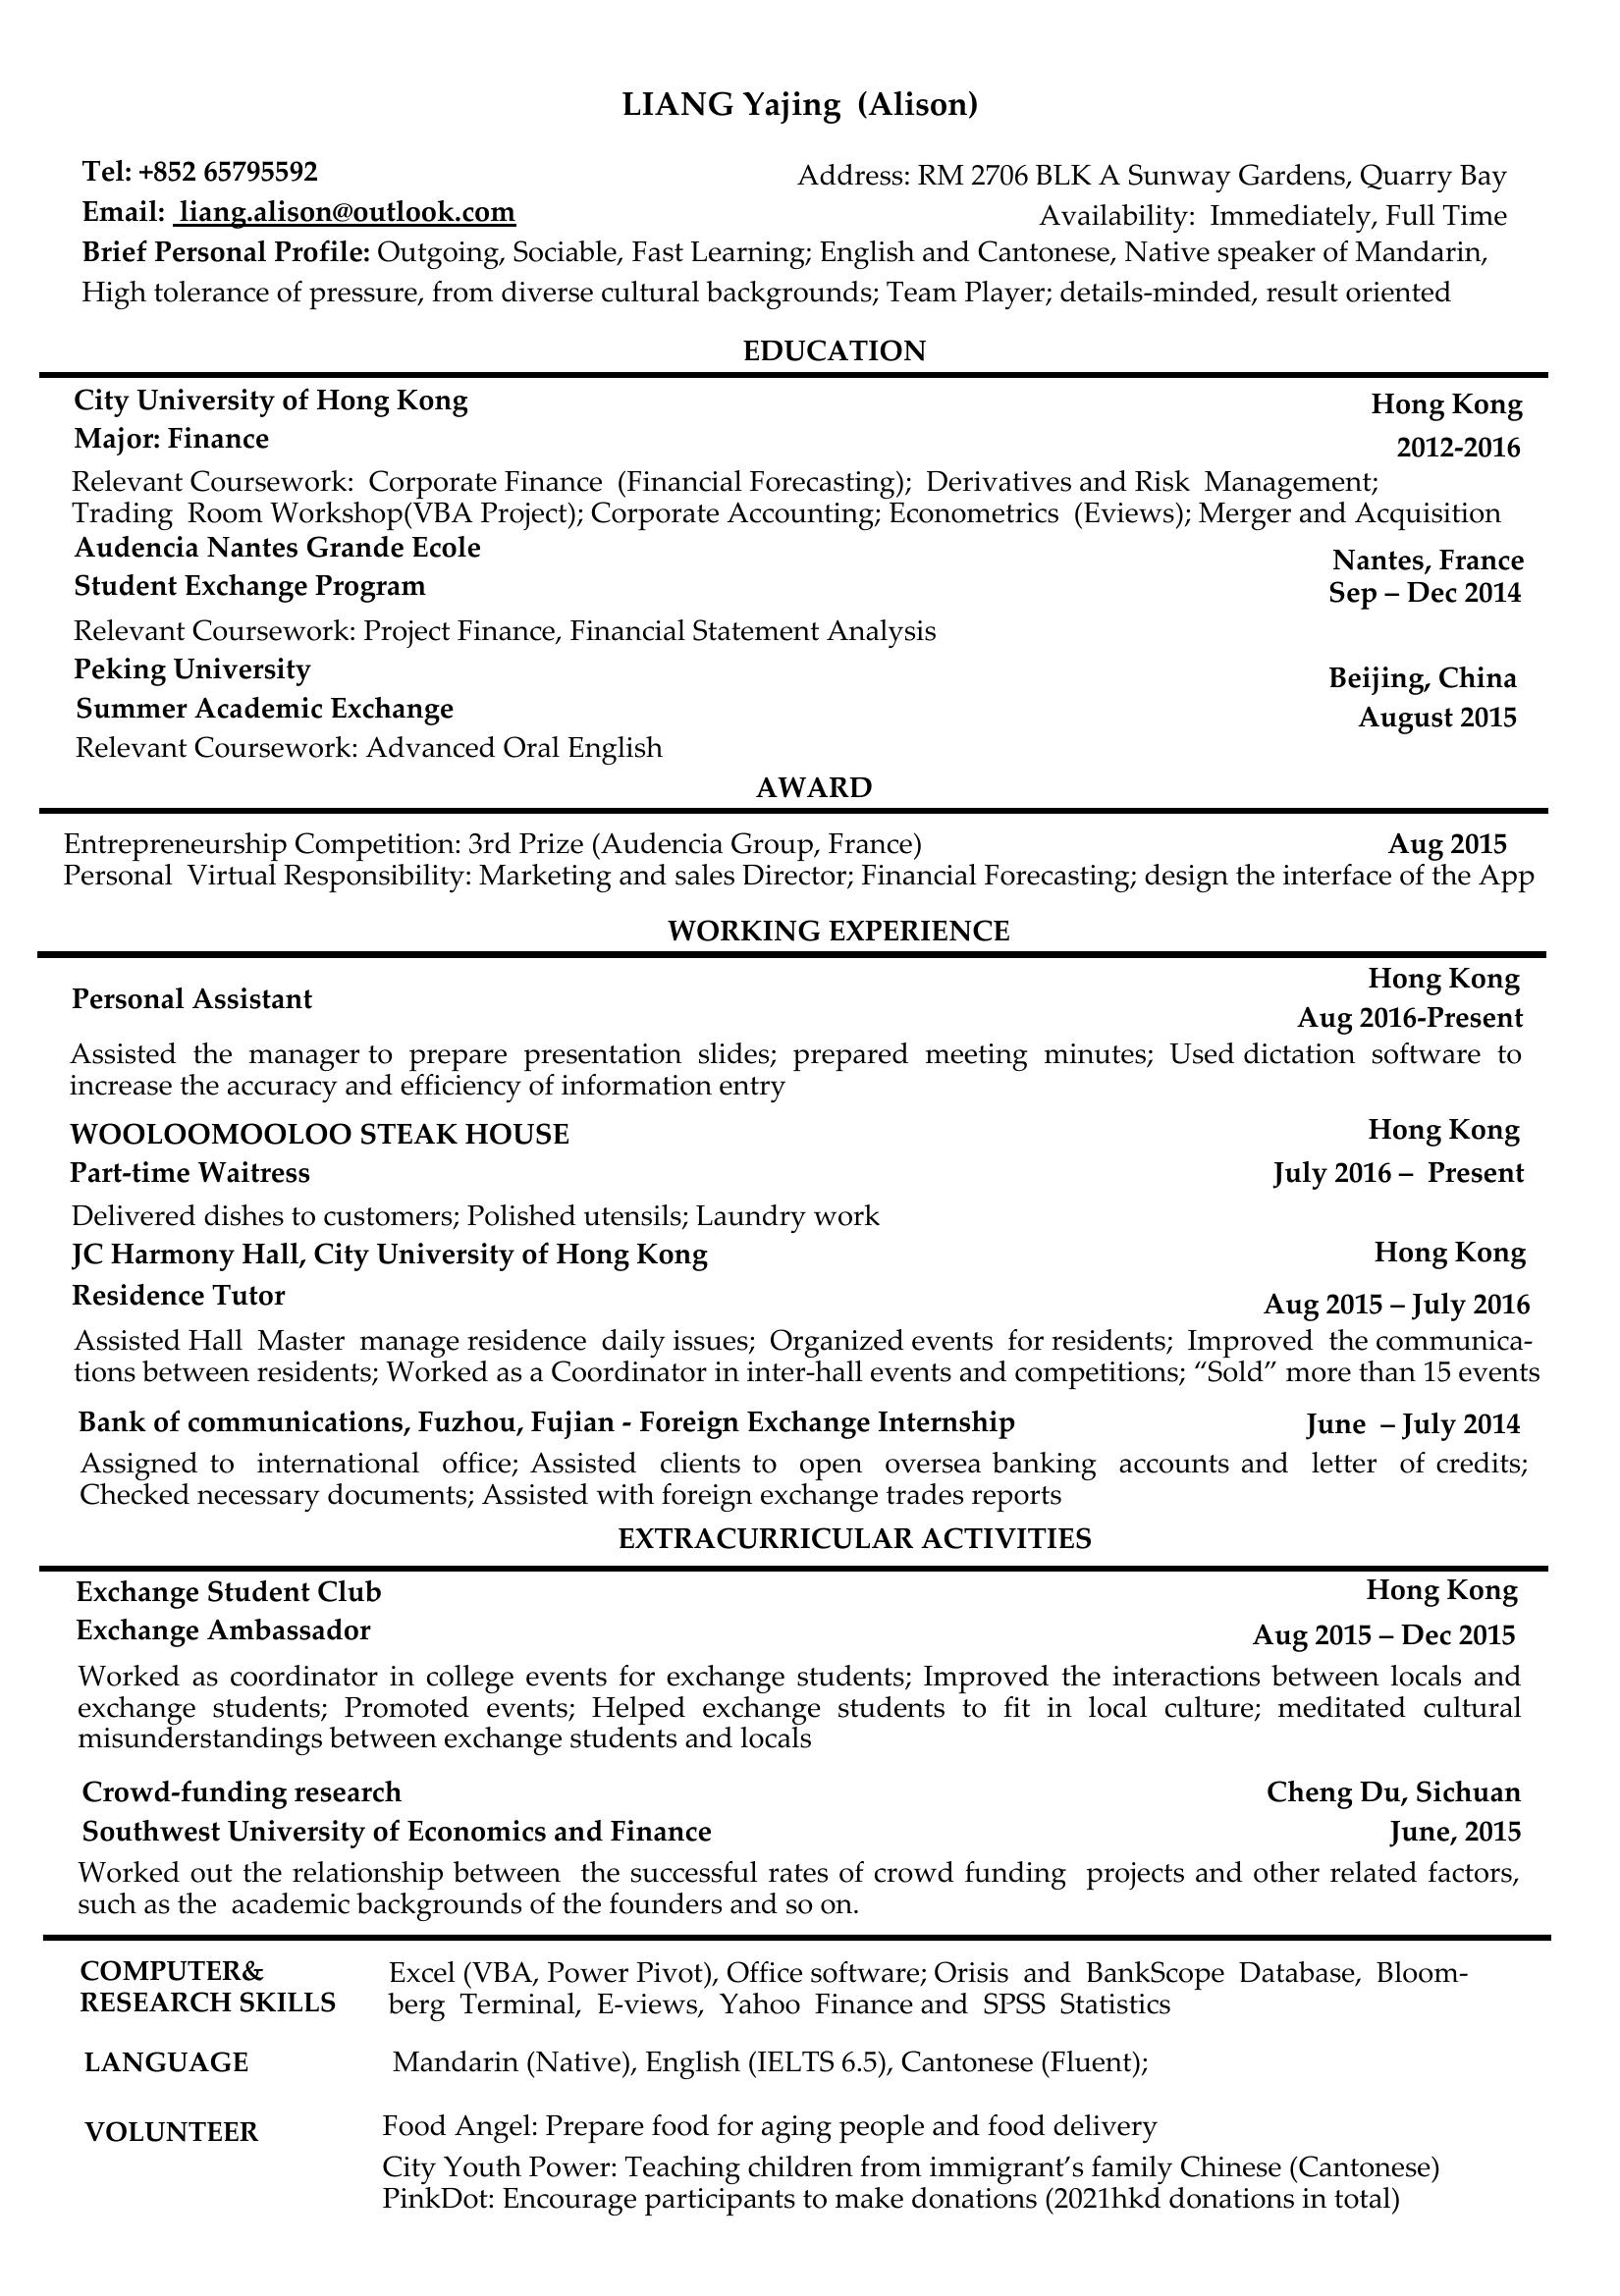 LIANG Yajing (Alison)
Tel: +852 65795592
Address: RM 2706 BLK A Sunway Gardens, Quarry Bay
Email: liang.alison@outlook.com
Availability: Immediately, Full Time
Brief Personal Profile: Outgoing, Sociable, Fast Learning; English and Cantonese, Native speaker of Mandarin,
High tolerance of pressure, from diverse cultural backgrounds; Team Player; details-minded, result oriented
EDUCATION
City University of Hong Kong
Hong Kong
Major: Finance
2012-2016
Relevant Coursework: Corporate Finance (Financial Forecasting); Derivatives and Risk Management;
Trading Room Workshop(VBA Project); Corporate Accounting; Econometrics (Eviews); Merger and Acquisition
Audencia Nantes Grande Ecole
Nantes, France
Student Exchange Program
Sep – Dec 2014
Relevant Coursework: Project Finance, Financial Statement Analysis
Peking University
Beijing, China
Summer Academic Exchange
August 2015
Relevant Coursework: Advanced Oral English
AWARD
Entrepreneurship Competition: 3rd Prize (Audencia Group, France)
Aug 2015
Personal Virtual Responsibility: Marketing and sales Director; Financial Forecasting; design the interface of the App
WORKING EXPERIENCE
Hong Kong
Personal Assistant
Aug 2016-Present
Assisted the manager to prepare presentation slides; prepared meeting minutes; Used dictation software to
increase the accuracy and efficiency of information entry
WOOLOOMOOLOO STEAK HOUSE
Hong Kong
Part-time Waitress
July 2016 – Present
Delivered dishes to customers; Polished utensils; Laundry work
JC Harmony Hall, City University of Hong Kong
Hong Kong
Residence Tutor
Aug 2015 – July 2016
Assisted Hall Master manage residence daily issues; Organized events for residents; Improved the communica-
tions between residents; Worked as a Coordinator in inter-hall events and competitions; “Sold” more than 15 events
Bank of communications, Fuzhou, Fujian - Foreign Exchange Internship
June – July 2014
Assigned to international office; Assisted clients to open oversea banking accounts and letter of credits;
Checked necessary documents; Assisted with foreign exchange trades reports
EXTRACURRICULAR ACTIVITIES
Exchange Student Club
Hong Kong
Exchange Ambassador
Aug 2015 – Dec 2015
Worked as coordinator in college events for exchange students; Improved the interactions between locals and
exchange students; Promoted events; Helped exchange students to fit in local culture; meditated cultural
misunderstandings between exchange students and locals
Crowd-funding research
Cheng Du, Sichuan
Southwest University of Economics and Finance
June, 2015
Worked out the relationship between the successful rates of crowd funding projects and other related factors,
such as the academic backgrounds of the founders and so on.
COMPUTER&
RESEARCH SKILLS
Excel (VBA, Power Pivot), Office software; Orisis and BankScope Database, Bloom-
berg Terminal, E-views, Yahoo Finance and SPSS Statistics
LANGUAGE
Mandarin (Native), English (IELTS 6.5), Cantonese (Fluent);
VOLUNTEER
Food Angel: Prepare food for aging people and food delivery
City Youth Power: Teaching children from immigrant’s family Chinese (Cantonese)
PinkDot: Encourage participants to make donations (2021hkd donations in total)